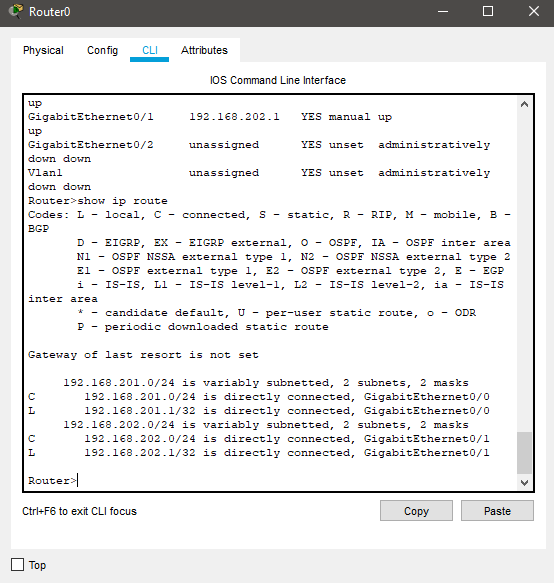 Router0
Physical Config CLI Attributes
IOS Command Line Interface
up
GigabitEthernet0/1     192.168.202.1   YES manual up
up
GigabitEthernet0/2     unassigned      YES unset  administratively
down down
Vlan1                  unassigned      YES unset  administratively
down down
Router>show ip route
Codes: L - local, C - connected, S - static, R - RIP, M - mobile, B -
BGP
       D - EIGRP, EX - EIGRP external, O - OSPF, IA - OSPF inter area
       N1 - OSPF NSSA external type 1, N2 - OSPF NSSA external type 2
       E1 - OSPF external type 1, E2 - OSPF external type 2, E - EGP
       i - IS-IS, L1 - IS-IS level-1, L2 - IS-IS level-2, ia - IS-IS
inter area
       * - candidate default, U - per-user static route, o - ODR
       P - periodic downloaded static route
Gateway of last resort is not set
     192.168.201.0/24 is variably subnetted, 2 subnets, 2 masks
C       192.168.201.0/24 is directly connected, GigabitEthernet0/0
L       192.168.201.1/32 is directly connected, GigabitEthernet0/0
     192.168.202.0/24 is variably subnetted, 2 subnets, 2 masks
C       192.168.202.0/24 is directly connected, GigabitEthernet0/1
L       192.168.202.1/32 is directly connected, GigabitEthernet0/1
Router>
Ctrl+F6 to exit CLI focus Copy Paste
Top